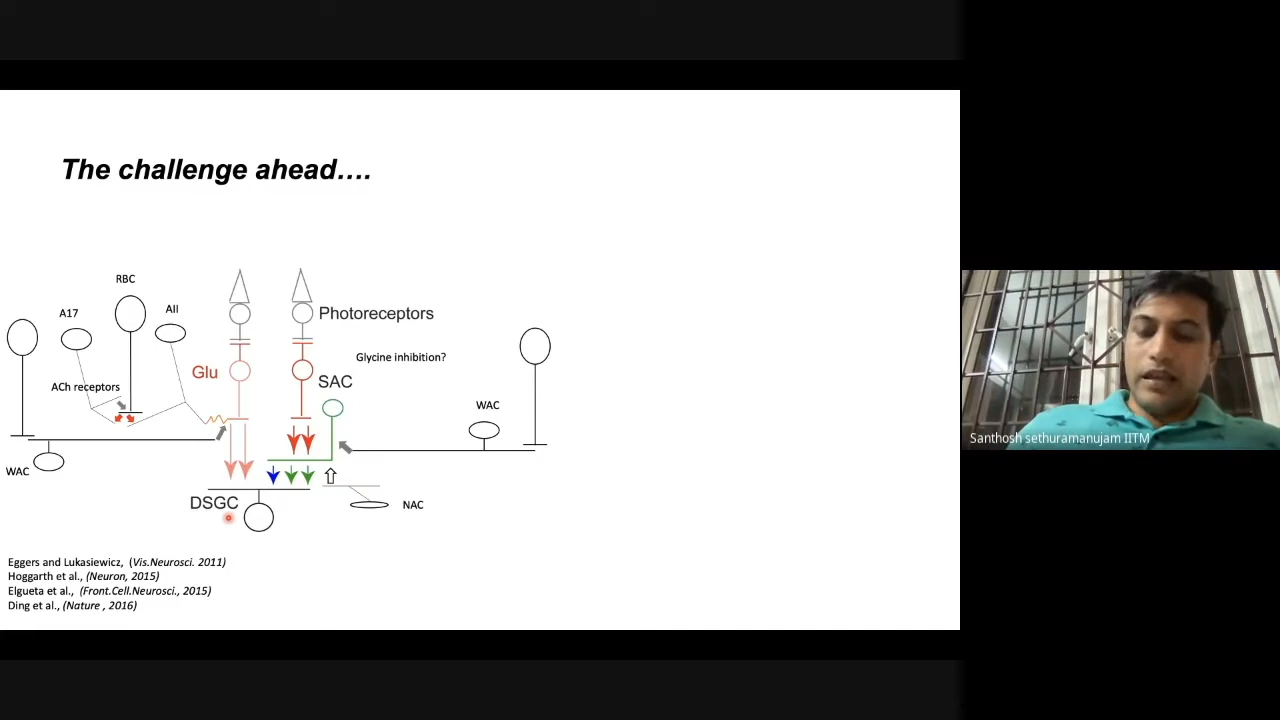 The challenge ahead....
RBC
A17
AII
Photoreceptors
Glycine inhibition?
Glu
SAC
ACh receptors
WAC
Santhosh sethuramanujam IITM
WAC
DSGC
NAC
Eggers and Lukasiewicz, (Vis.Neurosci. 2011)
Hoggarth et al., (Neuron, 2015)
Elgueta et al., (Front.Cell.Neurosci., 2015)
Ding et al., (Nature , 2016)